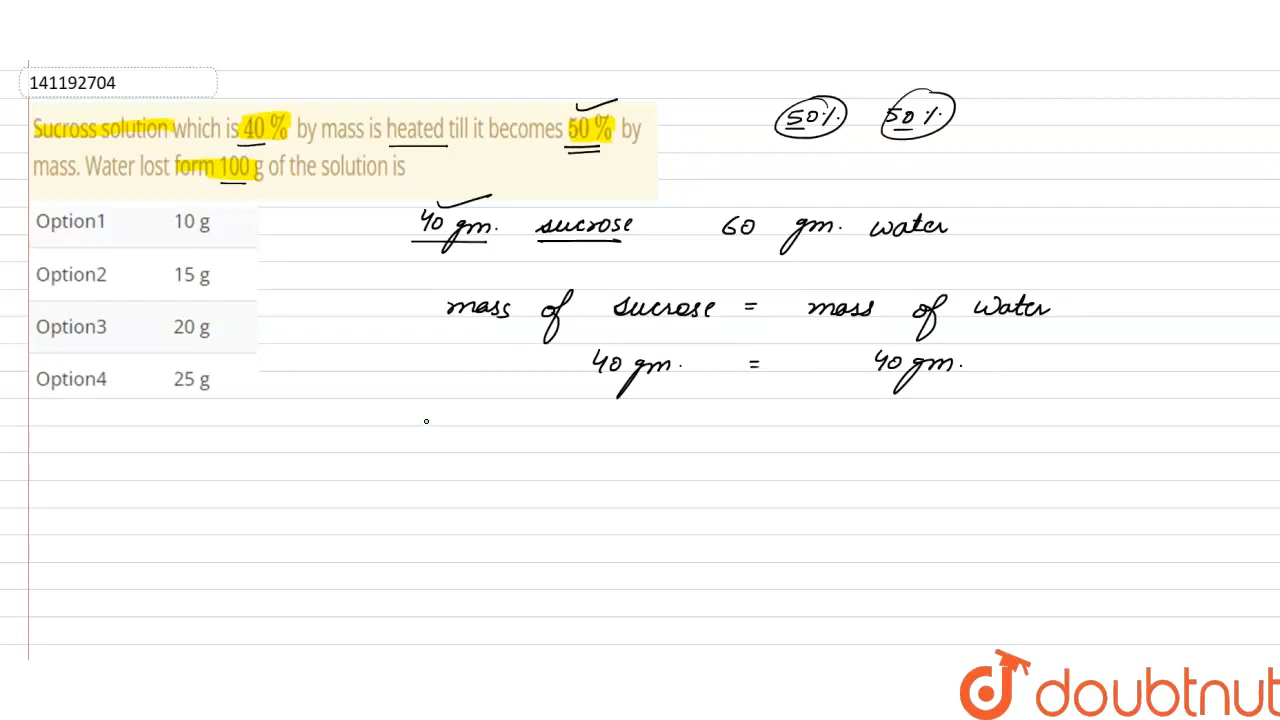 141192704
Sucross solution which is 40 % by mass is heated till it becomes 50 % by
mass. Water lost form 100 g of the solution is
50% 50%
Option1 10 g
Option2 15 g
Option3 20 g
Option4 25 g
40 gm. sucrose 60 gm. water
mass of sucrose = mass of water
40 gm. = 40 gm.
doubtnut